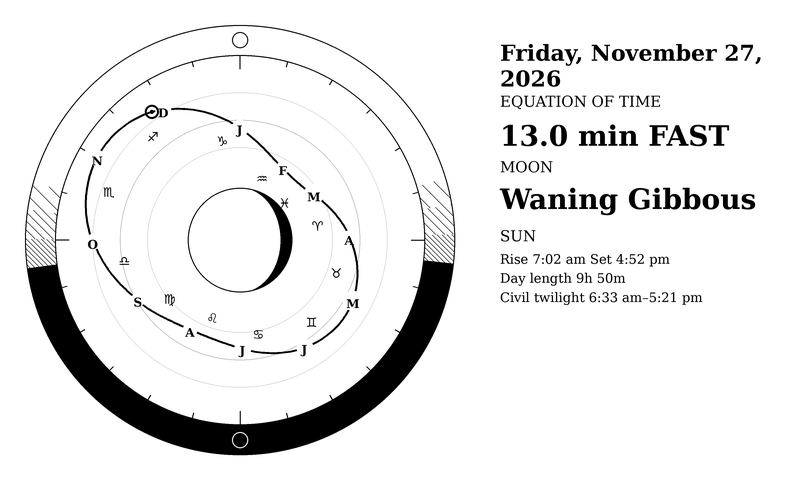 D
J
N
♐
♑
F
♒
M
♏
♓
♈
O
A
♎
♉
S
♍
M
♌
♊
A
♋
J
J
Friday, November 27,
2026
EQUATION OF TIME
13.0 min FAST
MOON
Waning Gibbous
SUN
Rise 7:02 am Set 4:52 pm
Day length 9h 50m
Civil twilight 6:33 am–5:21 pm